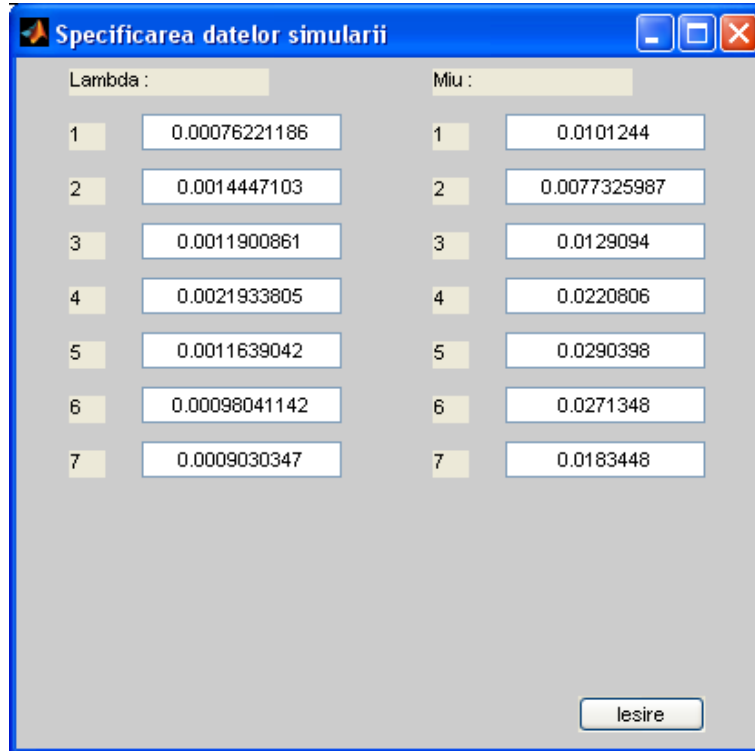 Specificarea datelor simularii
Lambda : Miu :
1 0.00076221186 1 0.0101244
2 0.0014447103 2 0.0077325987
3 0.0011900861 3 0.0129094
4 0.0021933805 4 0.0220806
5 0.0011639042 5 0.0290398
6 0.00098041142 6 0.0271348
7 0.0009030347 7 0.0183448
Iesire